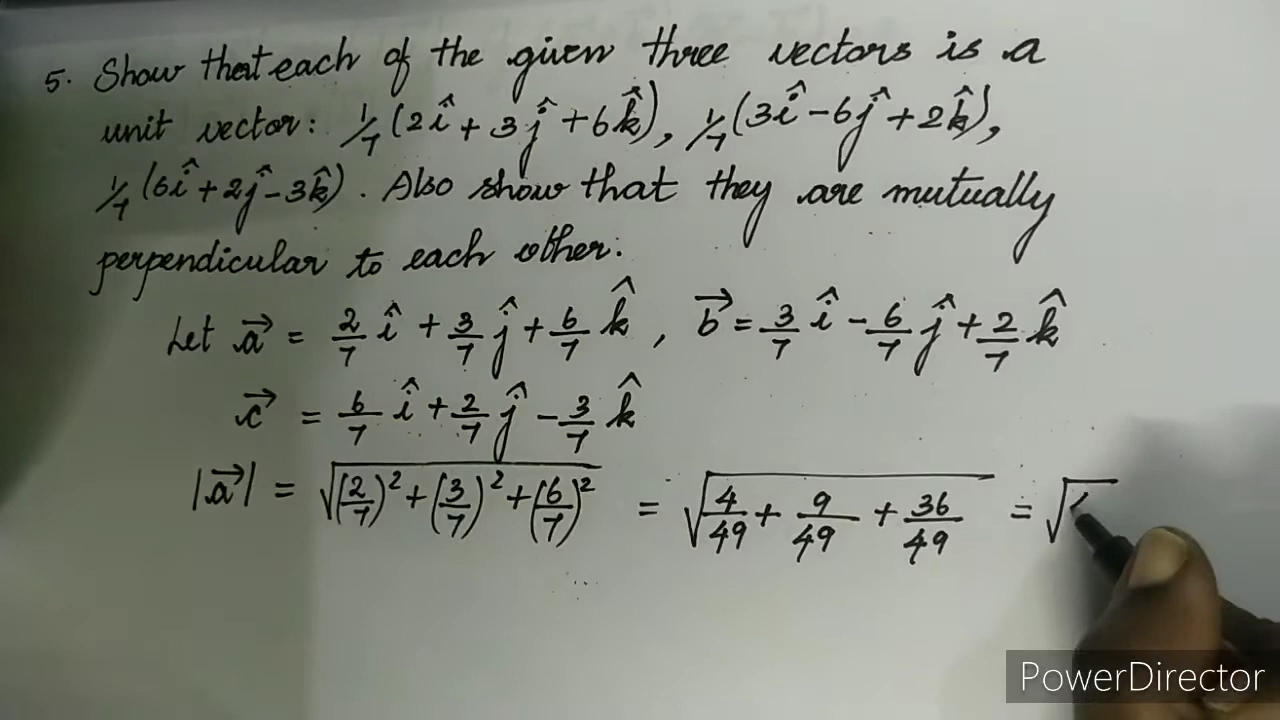 5. Show that each of the given three vectors is a
unit vector: 1/7 (2î + 3ĵ + 6k̂), 1/7 (3î - 6ĵ + 2k̂),
1/7 (6î + 2ĵ - 3k̂). Also show that they are mutually
perpendicular to each other.
Let a⃗ = 2/7 î + 3/7 ĵ + 6/7 k̂, b⃗ = 3/7 î - 6/7 ĵ + 2/7 k̂
c⃗ = 6/7 î + 2/7 ĵ - 3/7 k̂
|a⃗| = √((2/7)² + (3/7)² + (6/7)²) = √(4/49 + 9/49 + 36/49) = √
PowerDirector